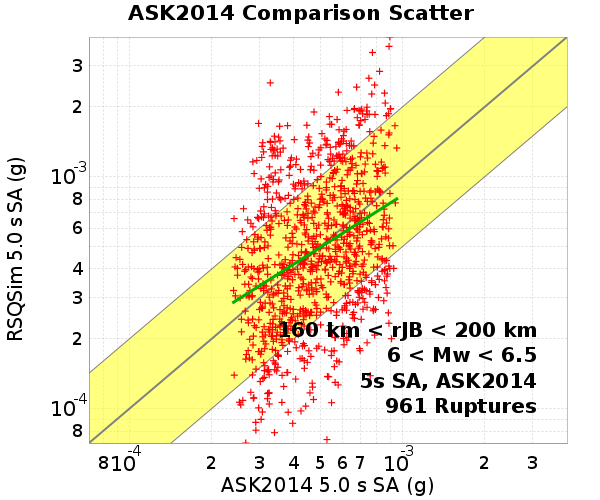 ASK2014 Comparison Scatter
RSQSim 5.0 s SA (g)
3
2
10-3
8
6
4
3
2
10-4
8
160 km < rJB < 200 km
6 < Mw < 6.5
5s SA, ASK2014
961 Ruptures
8 10-4 2 3 4 5 6 7 10-3 2 3
ASK2014 5.0 s SA (g)